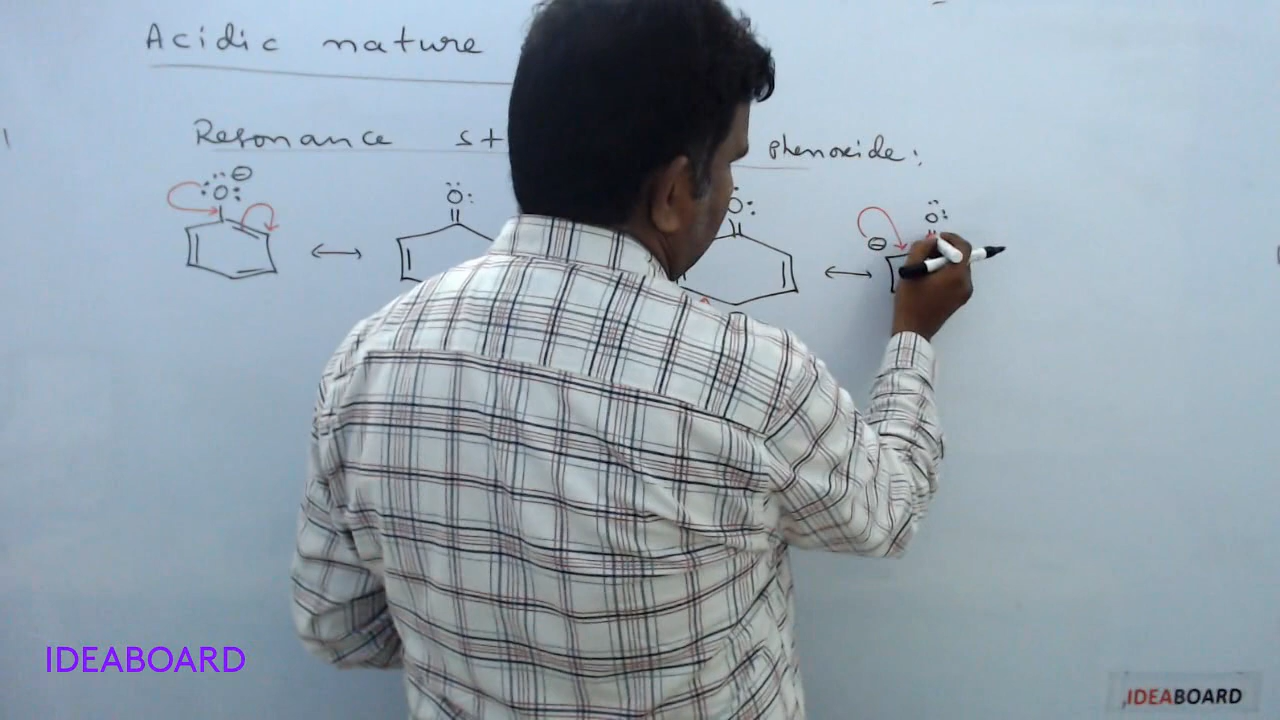 Acidic nature
Resonance st phenoxide:
O O O O
IDEABOARD
IDEABOARD